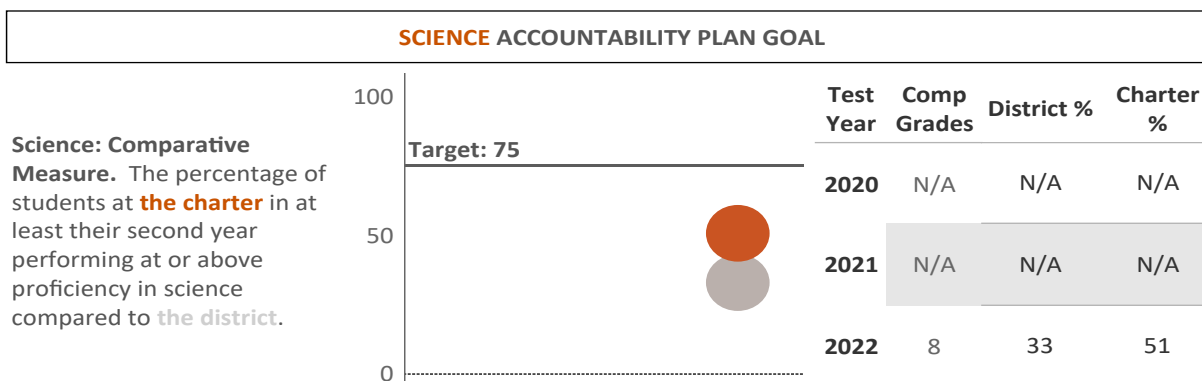 SCIENCE ACCOUNTABILITY PLAN GOAL
Science: Comparative
Measure. The percentage of
students at the charter in at
least their second year
performing at or above
proficiency in science
compared to the district.
100
Target: 75
50
0
Test Year Comp Grades District % Charter %
2020 N/A N/A N/A
2021 N/A N/A N/A
2022 8 33 51